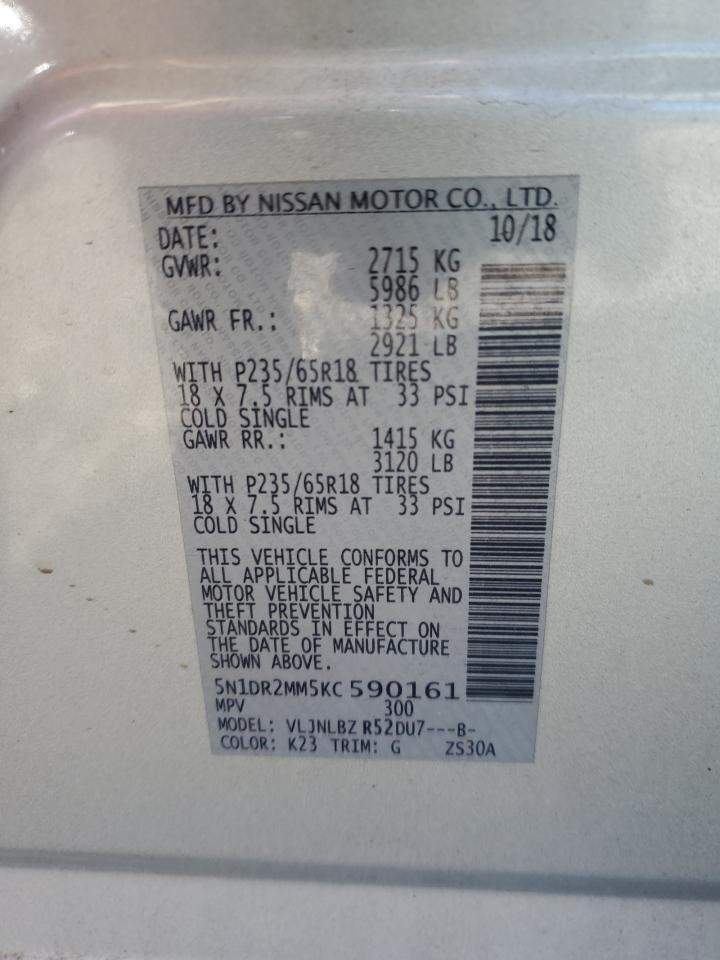 MFD BY NISSAN MOTOR CO., LTD.
DATE: 10/18
GVWR: 2715 KG
5986 LB
GAWR FR.: 1325 KG
2921 LB
WITH P235/65R18 TIRES
18 X 7.5 RIMS AT 33 PSI
COLD SINGLE
GAWR RR.: 1415 KG
3120 LB
WITH P235/65R18 TIRES
18 X 7.5 RIMS AT 33 PSI
COLD SINGLE
THIS VEHICLE CONFORMS TO
ALL APPLICABLE FEDERAL
MOTOR VEHICLE SAFETY AND
THEFT PREVENTION
STANDARDS IN EFFECT ON
THE DATE OF MANUFACTURE
SHOWN ABOVE.
5N1DR2MM5KC 590161
MPV 300
MODEL: VLJNLBZ R52DU7---B-
COLOR: K23 TRIM: G ZS30A